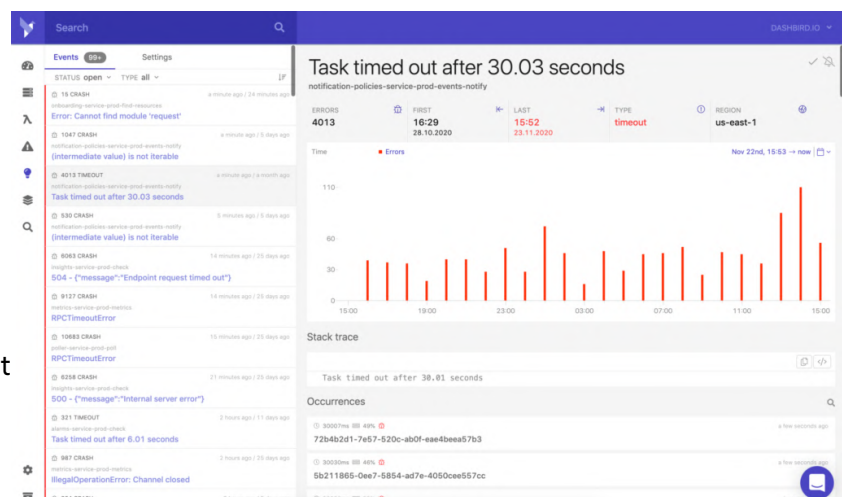 Search
DASHBIRD.IO
Events 99+ Settings
STATUS open TYPE all
15 CRASH a minute ago / 24 minutes ago
onboarding-service-prod-find-resources
Error: Cannot find module 'request'
1047 CRASH a minute ago / 5 days ago
notification-policies-service-prod-events-notify
(intermediate value) is not iterable
4013 TIMEOUT a minute ago / a month ago
notification-policies-service-prod-events-notify
Task timed out after 30.03 seconds
530 CRASH 5 minutes ago / 5 days ago
notification-policies-service-prod-events-notify
(intermediate value) is not iterable
6063 CRASH 14 minutes ago / 25 days ago
insights-service-prod-check
504 - {"message":"Endpoint request timed out"}
9127 CRASH 14 minutes ago / 25 days ago
metrics-service-prod-metrics
RPCTimeoutError
10683 CRASH 15 minutes ago / 25 days ago
poller-service-prod-poll
RPCTimeoutError
t
6258 CRASH 21 minutes ago / 25 days ago
insights-service-prod-check
500 - {"message":"Internal server error"}
321 TIMEOUT 2 hours ago / 11 days ago
alarms-service-prod-check
Task timed out after 6.01 seconds
987 CRASH 3 hours ago / 25 days ago
metrics-service-prod-metrics
IllegalOperationError: Channel closed
Task timed out after 30.03 seconds
notification-policies-service-prod-events-notify
ERRORS FIRST LAST TYPE REGION
4013 16:29 15:52 timeout us-east-1
28.10.2020 23.11.2020
Time Errors Nov 22nd, 15:53 → now
110
60
30
0
15:00 19:00 23:00 03:00 07:00 11:00 15:00
Stack trace
</>
Task timed out after 30.01 seconds
Occurrences
30007ms 48% a few seconds ago
72b4b2d1-7e57-520c-ab0f-eae4beea57b3
30030ms 46% a few seconds ago
5b211865-0ee7-5854-ad7e-4050cee557cc